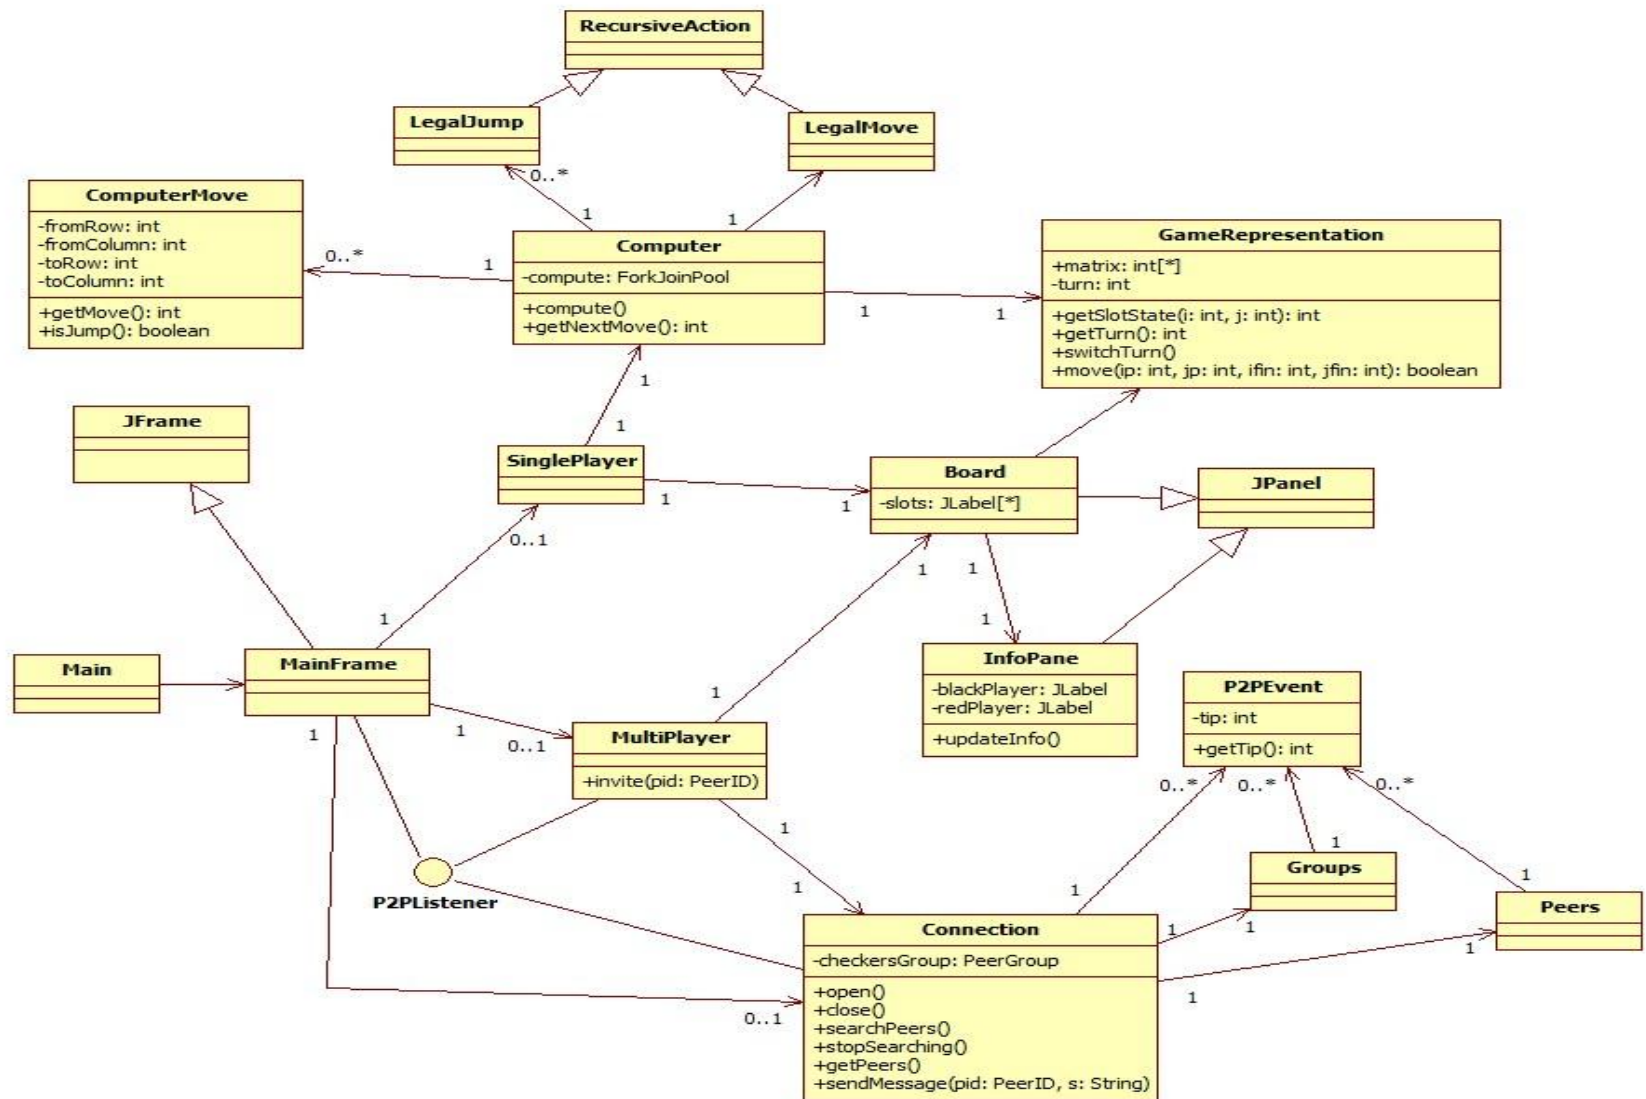 RecursiveAction
LegalJump
LegalMove
0..*
1
1
ComputerMove
-fromRow: int
-fromColumn: int
-toRow: int
-toColumn: int
+getMove(): int
+isJump(): boolean
0..*
1
Computer
-compute: ForkJoinPool
+compute()
+getNextMove(): int
1
1
GameRepresentation
+matrix: int[*]
-turn: int
+getSlotState(i: int, j: int): int
+getTurn(): int
+switchTurn()
+move(ip: int, jp: int, ifin: int, jfin: int): boolean
1
1
JFrame
SinglePlayer
1
1
Board
-slots: JLabel[*]
JPanel
0..1
1
1
1
1
1
1
Main
MainFrame
InfoPane
-blackPlayer: JLabel
-redPlayer: JLabel
+updateInfo()
P2PEvent
-tip: int
+getTip(): int
1
1
0..1
MultiPlayer
+invite(pid: PeerID)
0..*
0..*
0..*
1
1
P2PListener
1
1
Groups
1
Peers
1
1
1
1
0..1
Connection
-checkersGroup: PeerGroup
+open()
+close()
+searchPeers()
+stopSearching()
+getPeers()
+sendMessage(pid: PeerID, s: String)